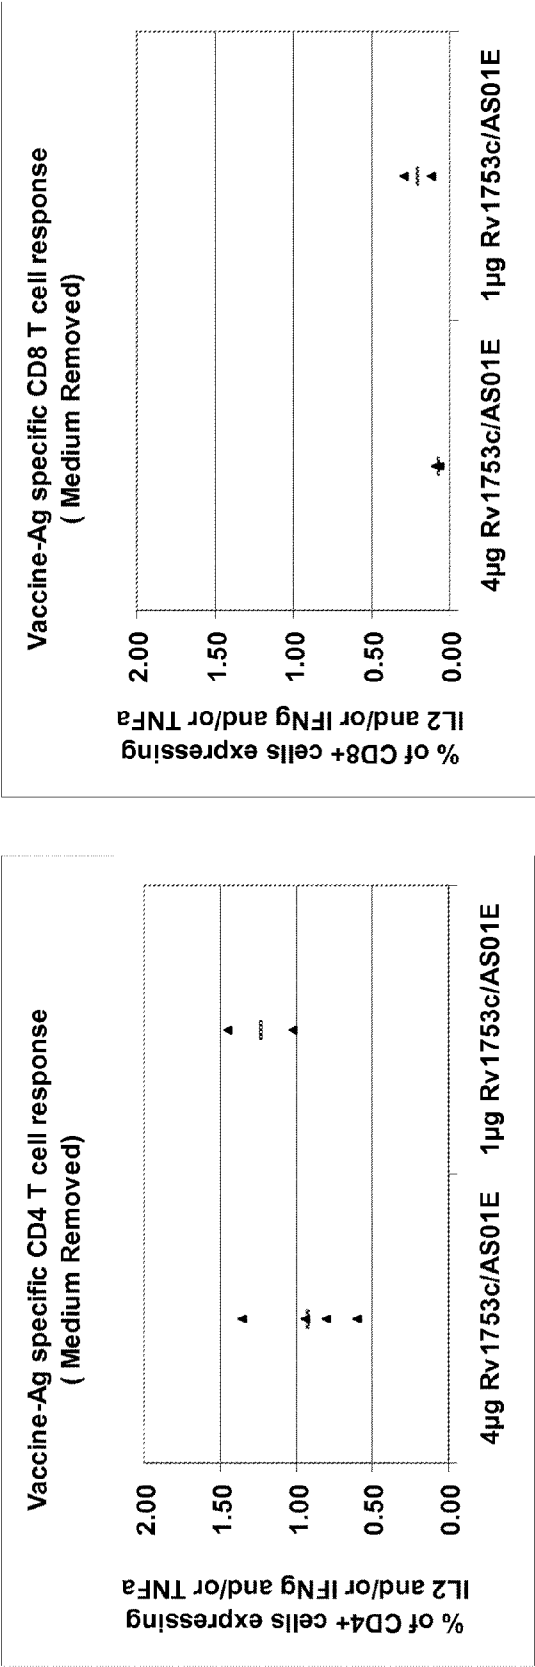 Vaccine-Ag specific CD4 T cell response
( Medium Removed)
% of CD4+ cells expressing
IL2 and/or IFNg and/or TNFa
2.00
1.50
1.00
0.50
0.00
4µg Rv1753c/AS01E
1µg Rv1753c/AS01E
Vaccine-Ag specific CD8 T cell response
( Medium Removed)
% of CD8+ cells expressing
IL2 and/or IFNg and/or TNFa
2.00
1.50
1.00
0.50
0.00
4µg Rv1753c/AS01E
1µg Rv1753c/AS01E